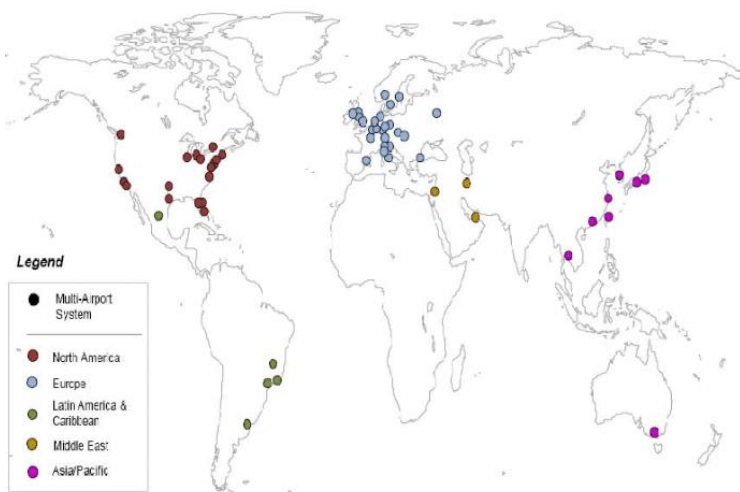 Legend
Multi-Airport
System
North America
Europe
Latin America &
Caribbean
Middle East
Asia/Pacific